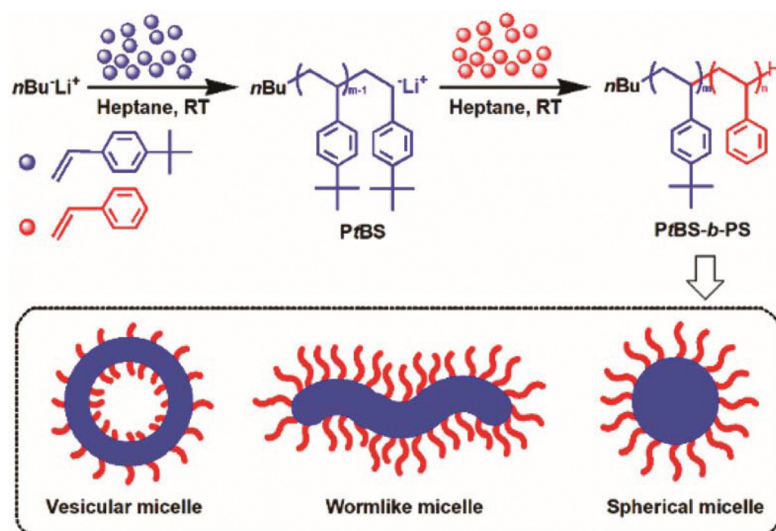 nBu⁻Li⁺
Heptane, RT
nBu
m-1
⁻Li⁺
Heptane, RT
nBu
m
n
H
PtBS
PtBS-b-PS
Vesicular micelle
Wormlike micelle
Spherical micelle